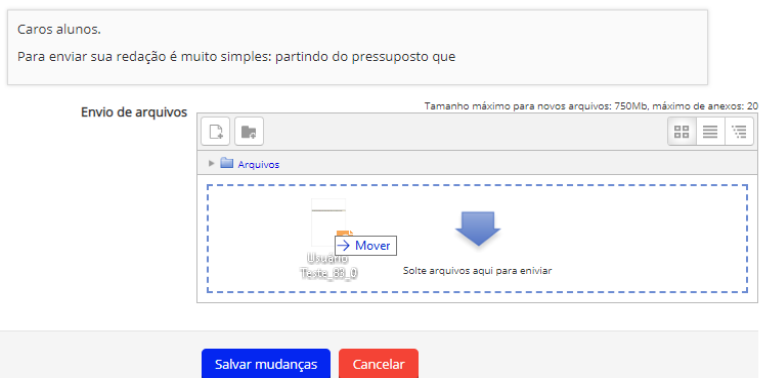 Caros alunos.
Para enviar sua redação é muito simples: partindo do pressuposto que
Tamanho máximo para novos arquivos: 750Mb, máximo de anexos: 20
Envio de arquivos
Arquivos
Mover
Usuário
Teste_83_0
Solte arquivos aqui para eniviar
Salvar mudanças
Cancelar